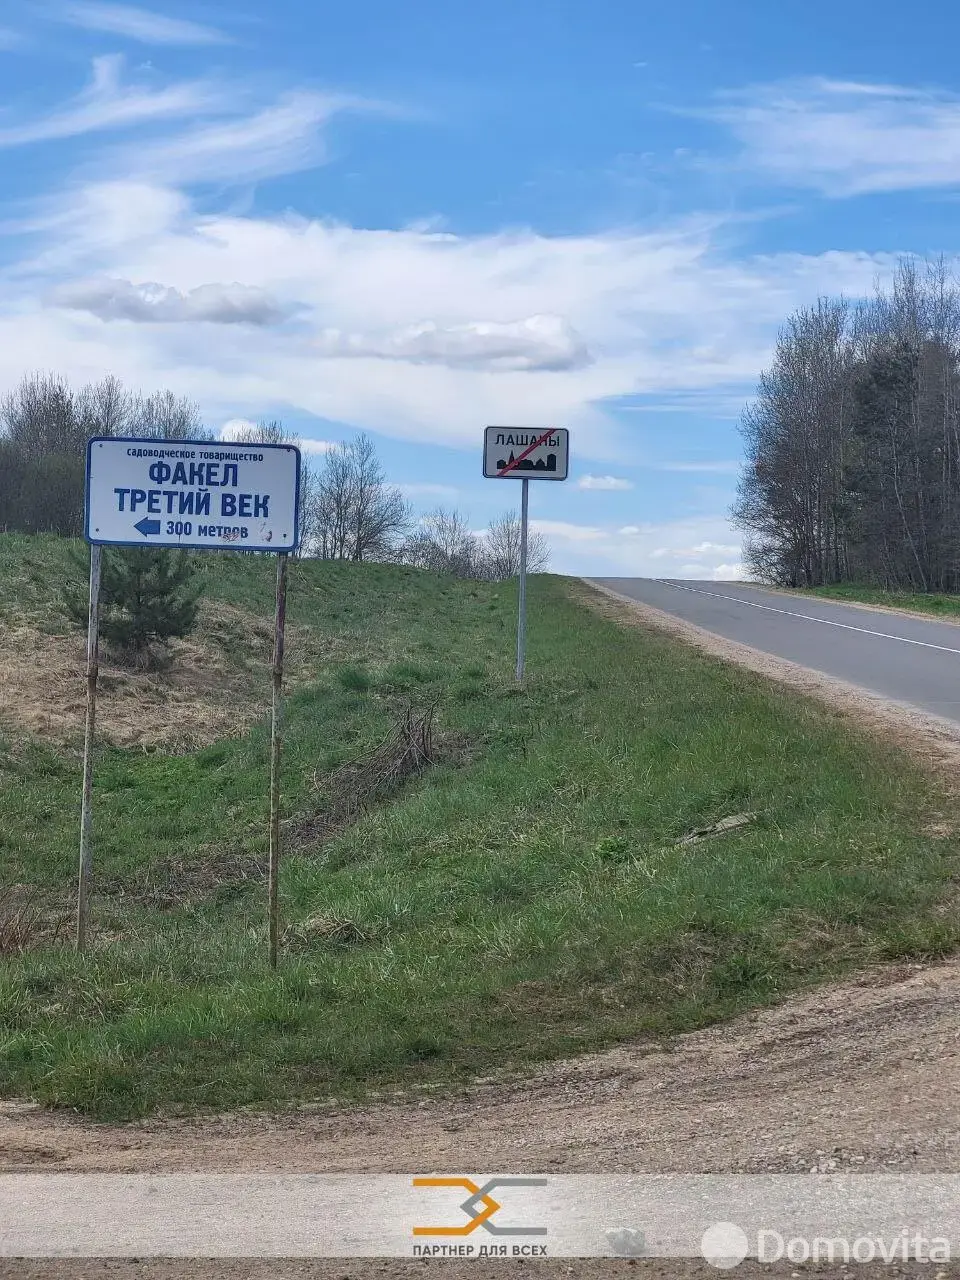 садоводческое товарищество
ФАКЕЛ
ТРЕТИЙ ВЕК
300 метров
ЛАШАНЫ
ПАРТНЕР ДЛЯ ВСЕХ
Domovita